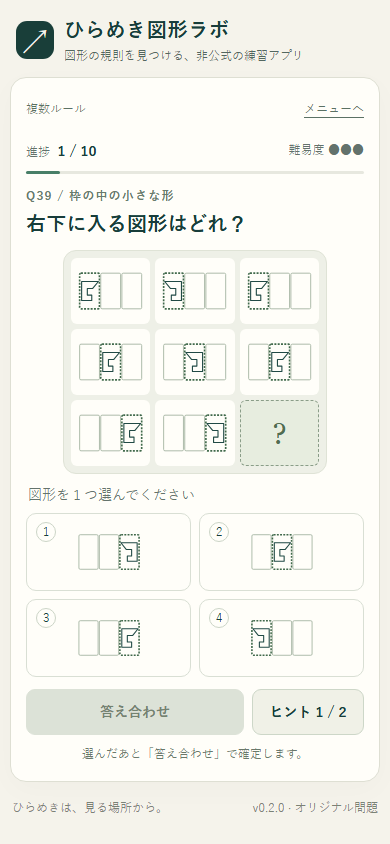 ひらめき図形ラボ
図形の規則を見つける、非公式の練習アプリ
複数ルール
メニューへ
進捗 1 / 10
難易度 ●●●
Q39 / 枠の中の小さな形
右下に入る図形はどれ？
?
図形を1つ選んでください
1
2
3
4
答え合わせ
ヒント 1 / 2
選んだあと「答え合わせ」で確定します。
ひらめきは、見る場所から。
v0.2.0 · オリジナル問題